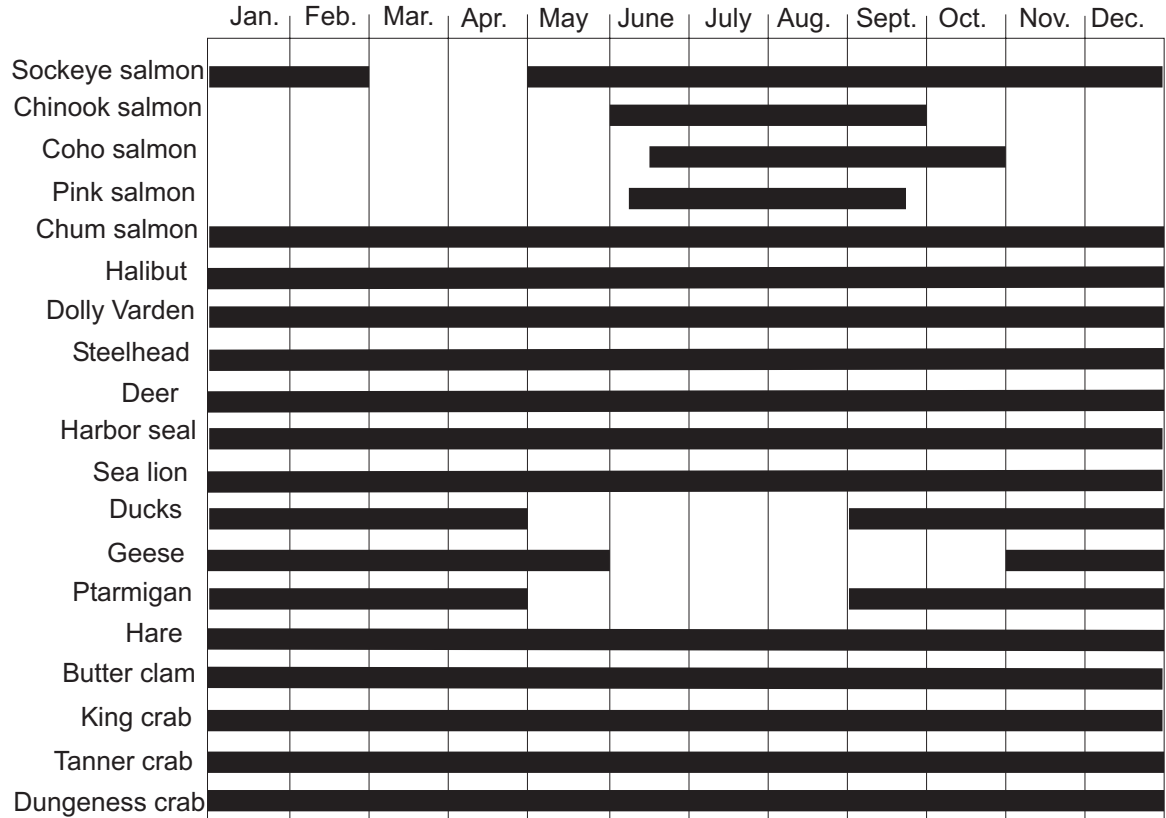 Jan. Feb. Mar. Apr. May June July Aug. Sept. Oct. Nov. Dec.
Sockeye salmon
Chinook salmon
Coho salmon
Pink salmon
Chum salmon
Halibut
Dolly Varden
Steelhead
Deer
Harbor seal
Sea lion
Ducks
Geese
Ptarmigan
Hare
Butter clam
King crab
Tanner crab
Dungeness crab